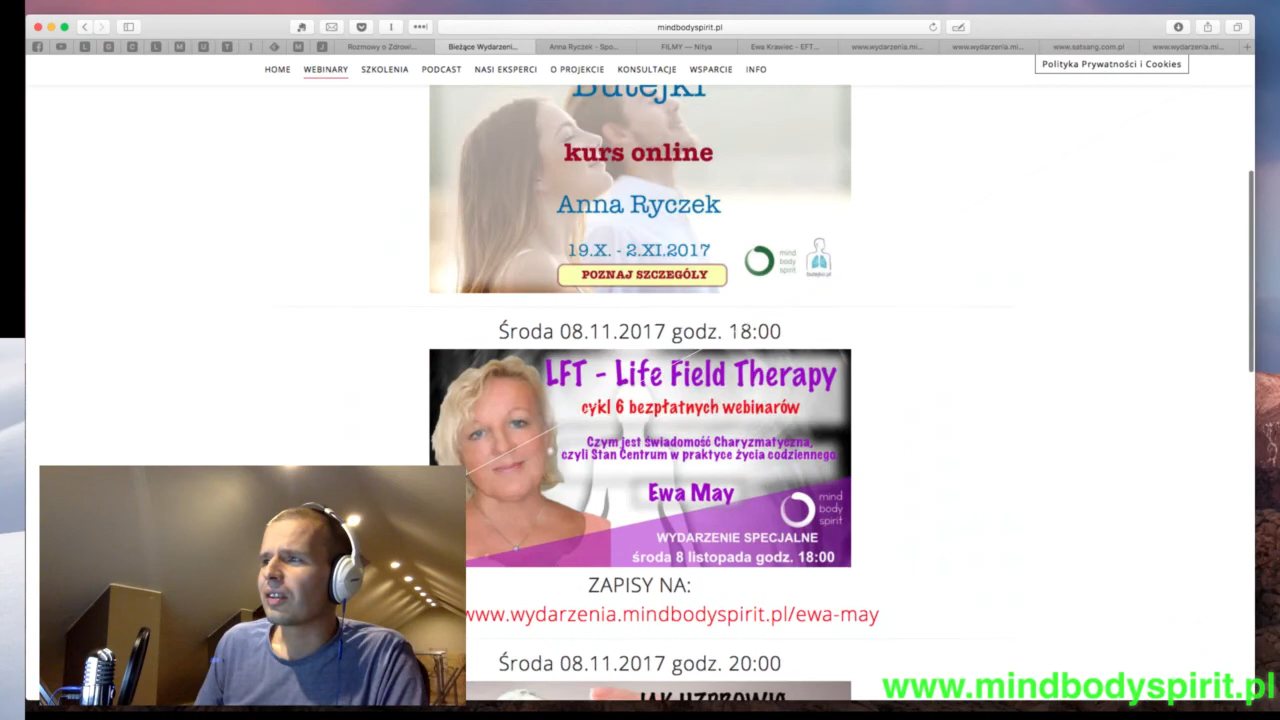 mindbodyspirit.pl
Rozmowy o Zdrowi...
Bieżące Wydarzeni...
Anna Ryczek - Spo...
FILMY — Nitya
Ewa Krawiec - EFT...
www.wydarzenia.mi...
www.wydarzenia.mi...
www.satsang.com.pl
www.wydarzenia.mi...
HOME WEBINARY SZKOLENIA PODCAST NASI EKSPERCI O PROJEKCIE KONSULTACJE WSPARCIE INFO
Polityka Prywatności i Cookies
Butejki
kurs online
Anna Ryczek
19.X. - 2.XI.2017
POZNAJ SZCZEGÓŁY
mind
body
spirit
butejko.pl
Środa 08.11.2017 godz. 18:00
LFT - Life Field Therapy
cykl 6 bezpłatnych webinarów
Czym jest świadomość Charyzmatyczna,
czyli Stan Centrum w praktyce życia codziennego
Ewa May
mind
body
spirit
WYDARZENIE SPECJALNE
środa 8 listopada godz. 18:00
ZAPISY NA:
www.wydarzenia.mindbodyspirit.pl/ewa-may
Środa 08.11.2017 godz. 20:00
www.mindbodyspirit.pl